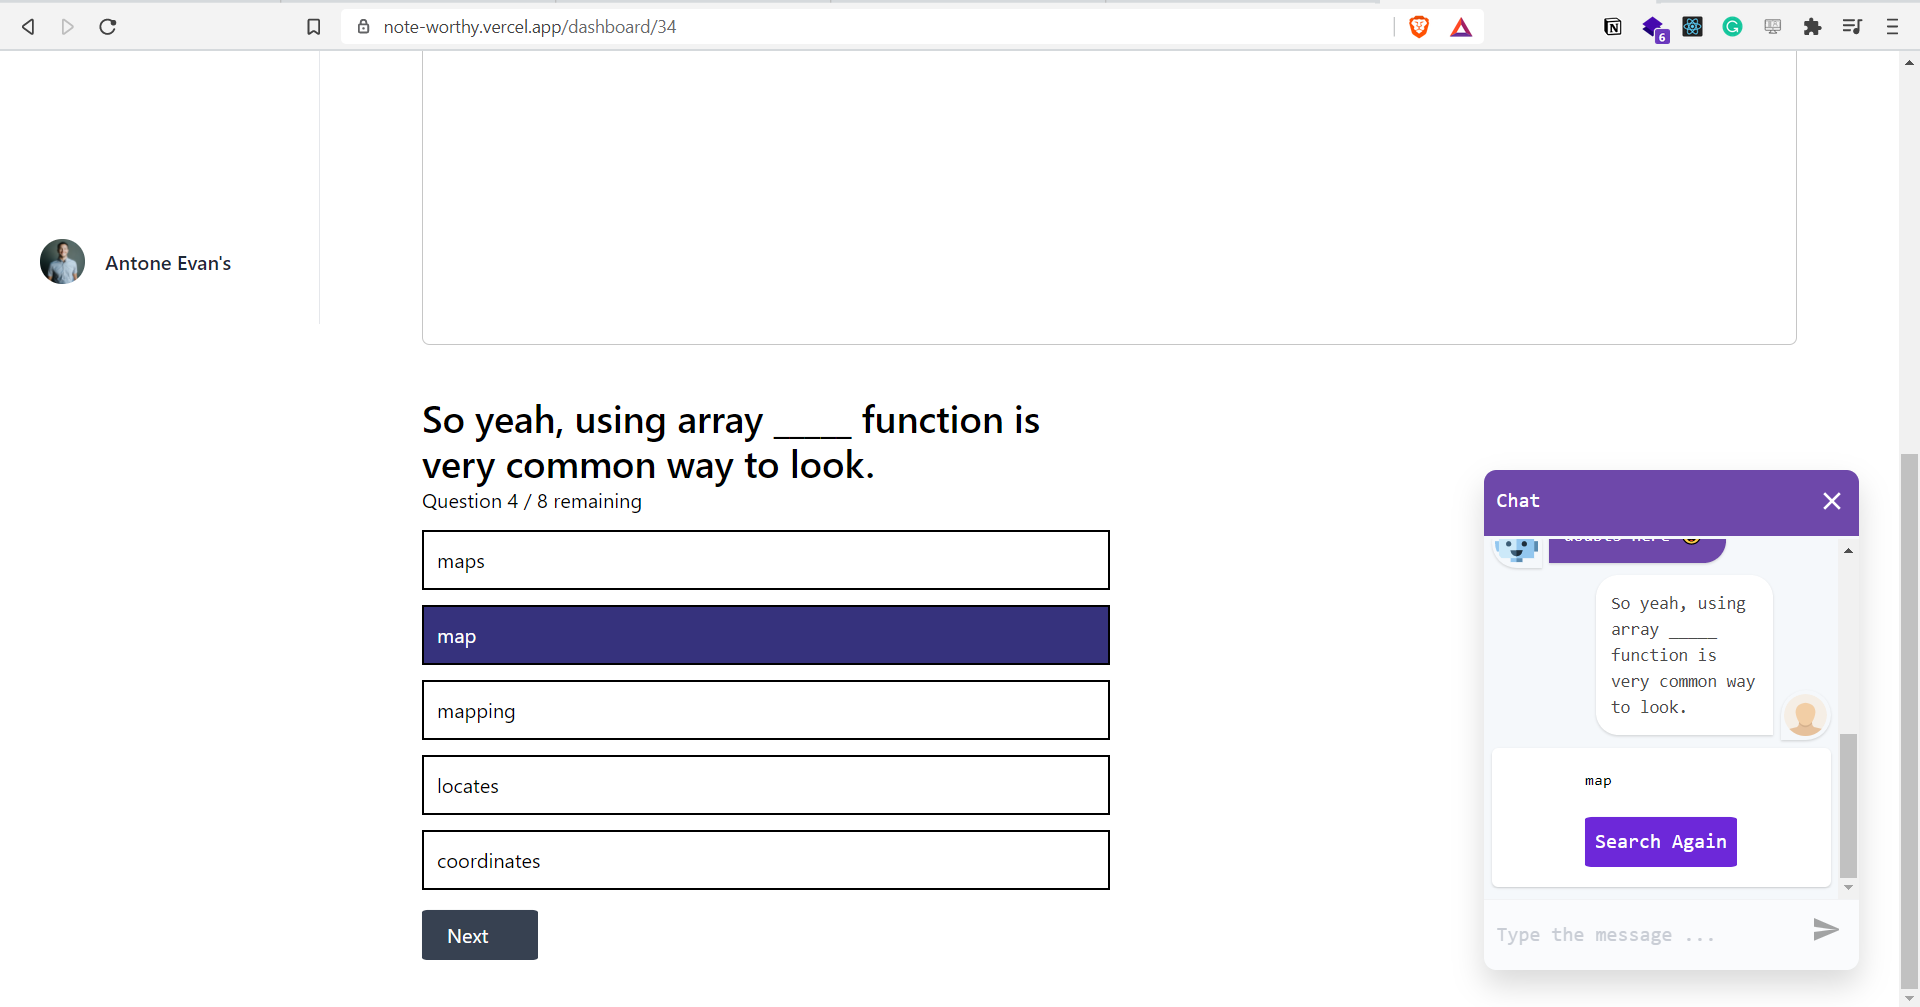 note-worthy.vercel.app/dashboard/34
6
Antone Evan's
So yeah, using array _____ function is
very common way to look.
Question 4 / 8 remaining
maps
map
mapping
locates
coordinates
Next
Chat
So yeah, using
array _____
function is
very common way
to look.
map
Search Again
Type the message ...